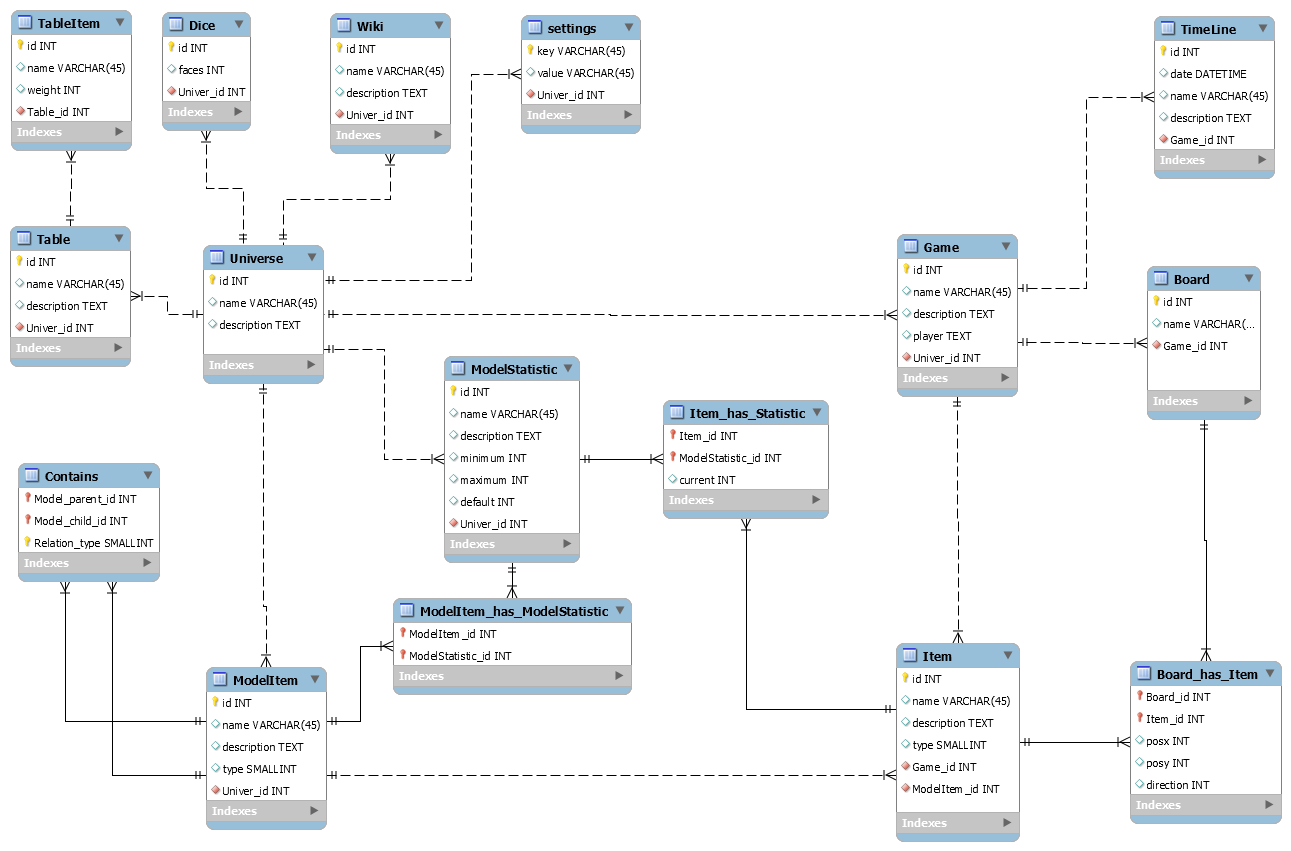 TableItem
id INT
name VARCHAR(45)
weight INT
Table_id INT
Indexes
Dice
id INT
faces INT
Univer_id INT
Indexes
Wiki
id INT
name VARCHAR(45)
description TEXT
Univer_id INT
Indexes
settings
key VARCHAR(45)
value VARCHAR(45)
Univer_id INT
Indexes
TimeLine
id INT
date DATETIME
name VARCHAR(45)
description TEXT
Game_id INT
Indexes
Table
id INT
name VARCHAR(45)
description TEXT
Univer_id INT
Indexes
Universe
id INT
name VARCHAR(45)
description TEXT
Indexes
Game
id INT
name VARCHAR(45)
description TEXT
player TEXT
Univer_id INT
Indexes
Board
id INT
name VARCHAR(...
Game_id INT
Indexes
ModelStatistic
id INT
name VARCHAR(45)
description TEXT
minimum INT
maximum INT
default INT
Univer_id INT
Indexes
Item_has_Statistic
Item_id INT
ModelStatistic_id INT
current INT
Indexes
Contains
Model_parent_id INT
Model_child_id INT
Relation_type SMALLINT
Indexes
ModelItem_has_ModelStatistic
ModelItem_id INT
ModelStatistic_id INT
Indexes
ModelItem
id INT
name VARCHAR(45)
description TEXT
type SMALLINT
Univer_id INT
Indexes
Item
id INT
name VARCHAR(45)
description TEXT
type SMALLINT
Game_id INT
ModelItem_id INT
Indexes
Board_has_Item
Board_id INT
Item_id INT
posx INT
posy INT
direction INT
Indexes